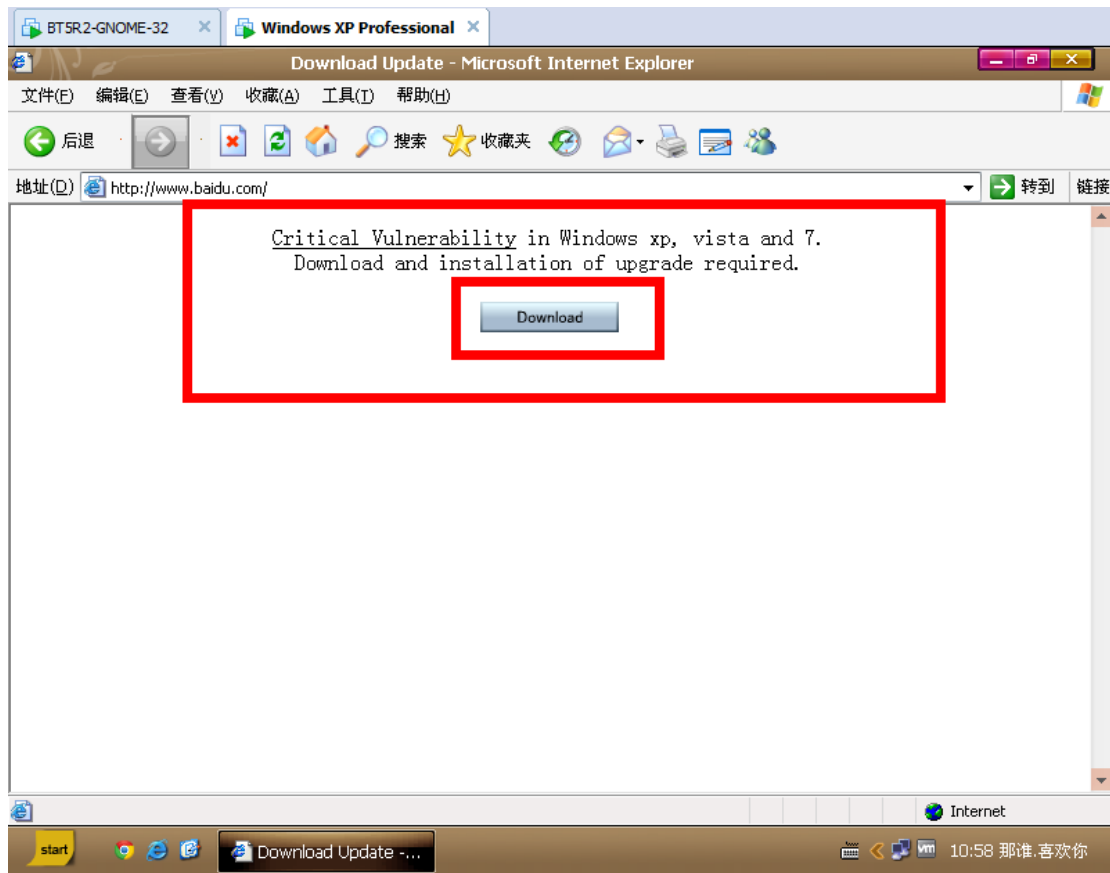 BT5R2-GNOME-32
Windows XP Professional
Download Update - Microsoft Internet Explorer
文件(F) 编辑(E) 查看(V) 收藏(A) 工具(T) 帮助(H)
后退 搜索 收藏夹
地址(D) http://www.baidu.com/ 转到 链接
Critical Vulnerability in Windows xp, vista and 7.
Download and installation of upgrade required.
Download
Internet
start Download Update -... vm 10:58 那谁.喜欢你